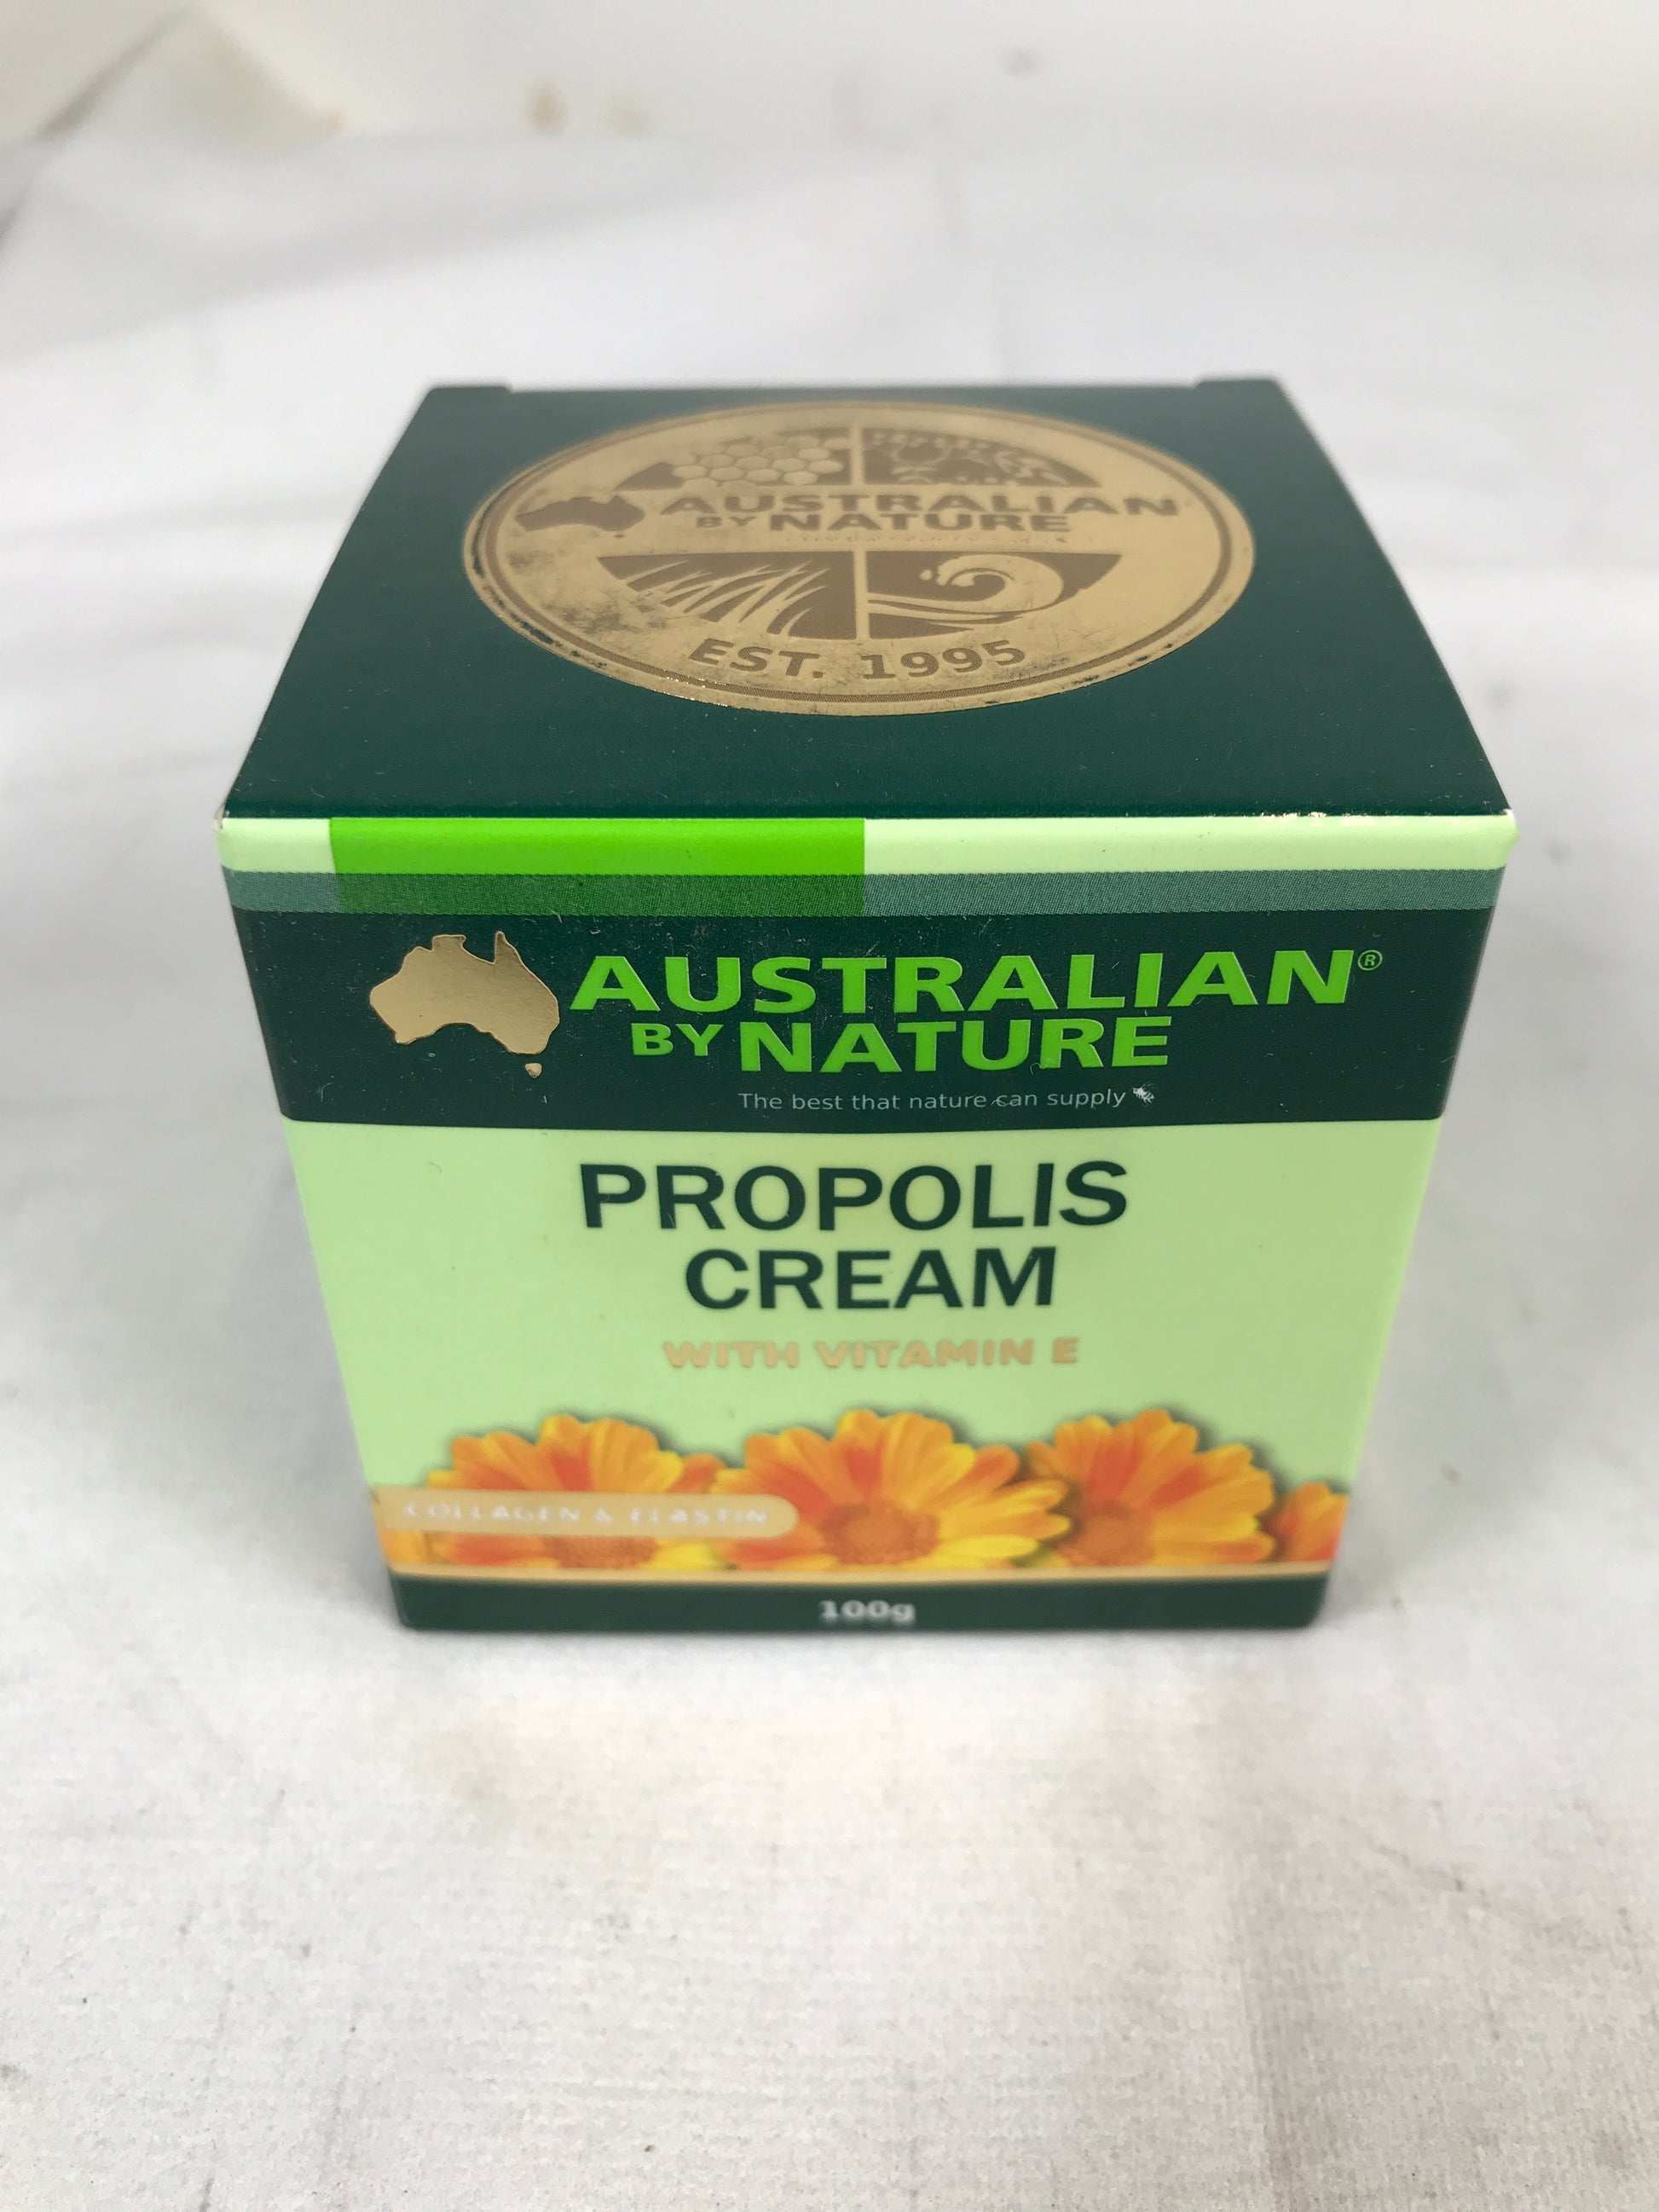 AUSTRALIAN
BY NATURE
EST. 1995
AUSTRALIAN®
BY NATURE
The best that nature can supply
PROPOLIS
CREAM
WITH VITAMIN E
COLLAGEN & ELASTIN
100g